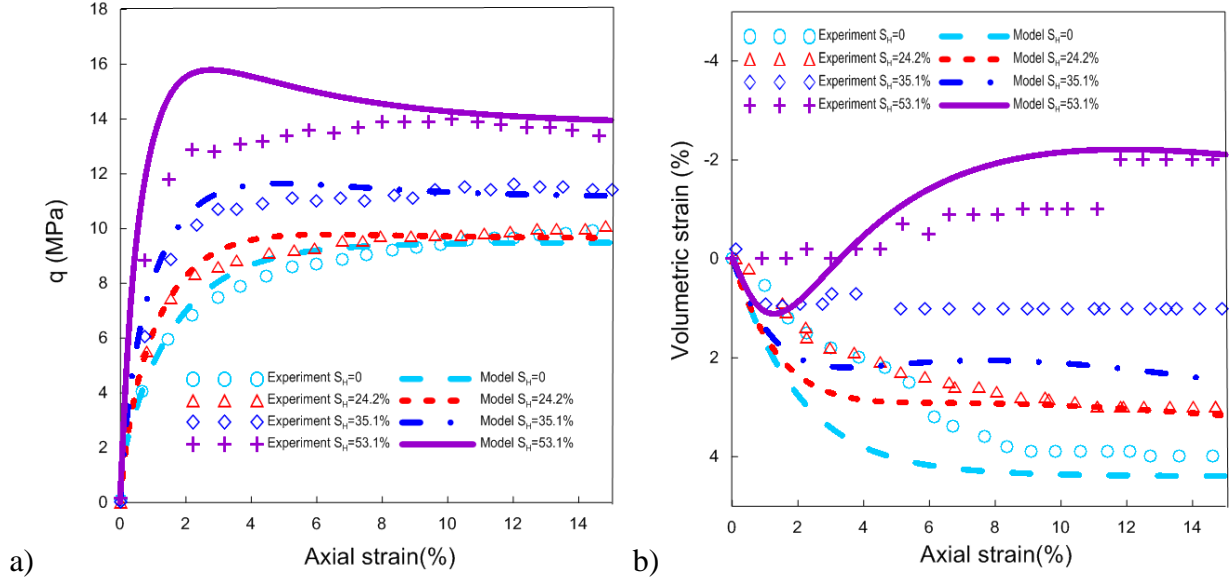 18
16
14
12
10
8
6
4
2
0
q (MPa)
Experiment S_H=0 Model S_H=0
Experiment S_H=24.2% Model S_H=24.2%
Experiment S_H=35.1% Model S_H=35.1%
Experiment S_H=53.1% Model S_H=53.1%
0 2 4 6 8 10 12 14
Axial strain(%)
a)
-4
-2
0
2
4
Volumetric strain (%)
Experiment S_H=0 Model S_H=0
Experiment S_H=24.2% Model S_H=24.2%
Experiment S_H=35.1% Model S_H=35.1%
Experiment S_H=53.1% Model S_H=53.1%
0 2 4 6 8 10 12 14
Axial strain(%)
b)